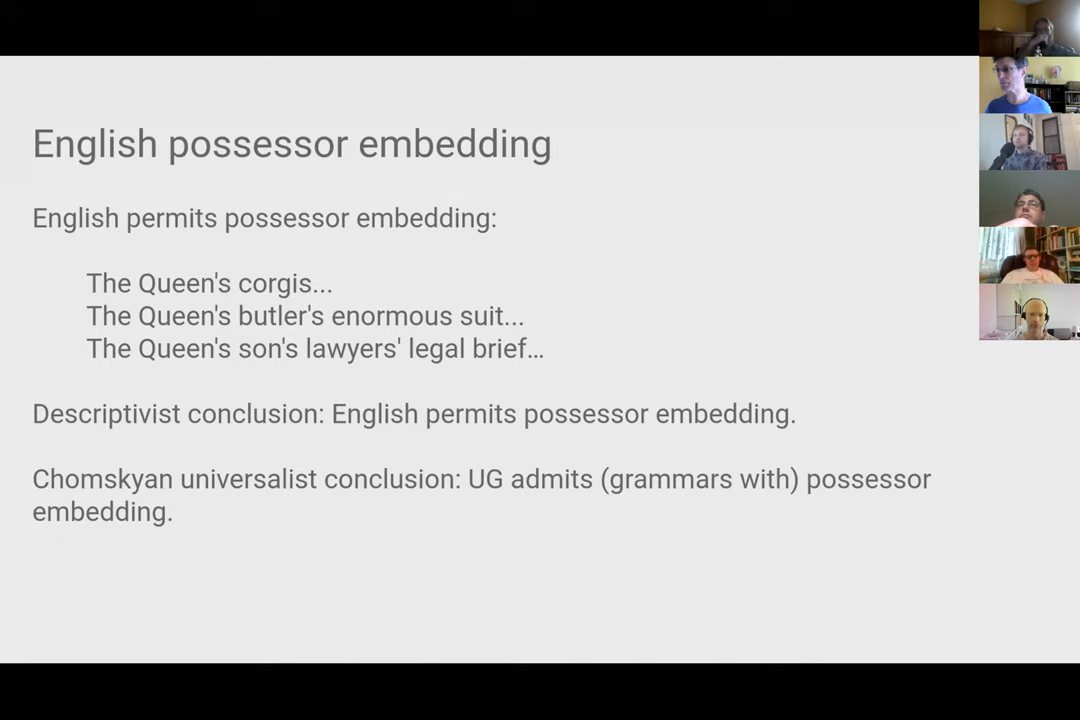 English possessor embedding
English permits possessor embedding:
The Queen's corgis...
The Queen's butler's enormous suit...
The Queen's son's lawyers' legal brief…
Descriptivist conclusion: English permits possessor embedding.
Chomskyan universalist conclusion: UG admits (grammars with) possessor
embedding.